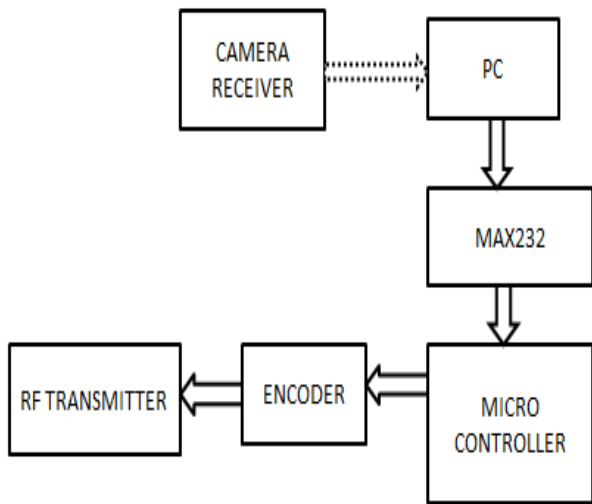 CAMERA
RECEIVER
PC
MAX232
MICRO
CONTROLLER
ENCODER
RF TRANSMITTER